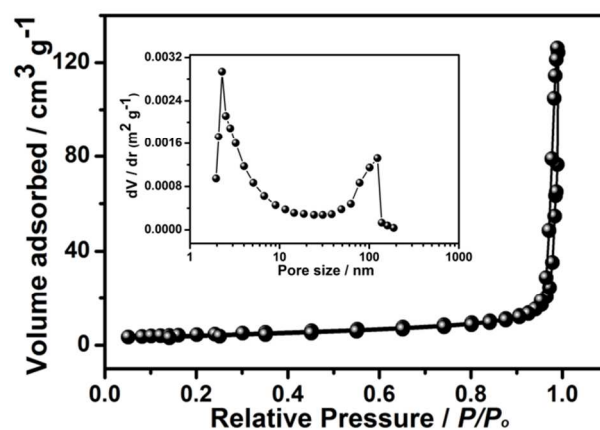 Volume adsorbed / cm³ g⁻¹
120
80
40
0
0.0 0.2 0.4 0.6 0.8 1.0
Relative Pressure / P/Pₒ
dV / dr (m² g⁻¹)
0.0032
0.0024
0.0016
0.0008
0.0000
1 10 100 1000
Pore size / nm